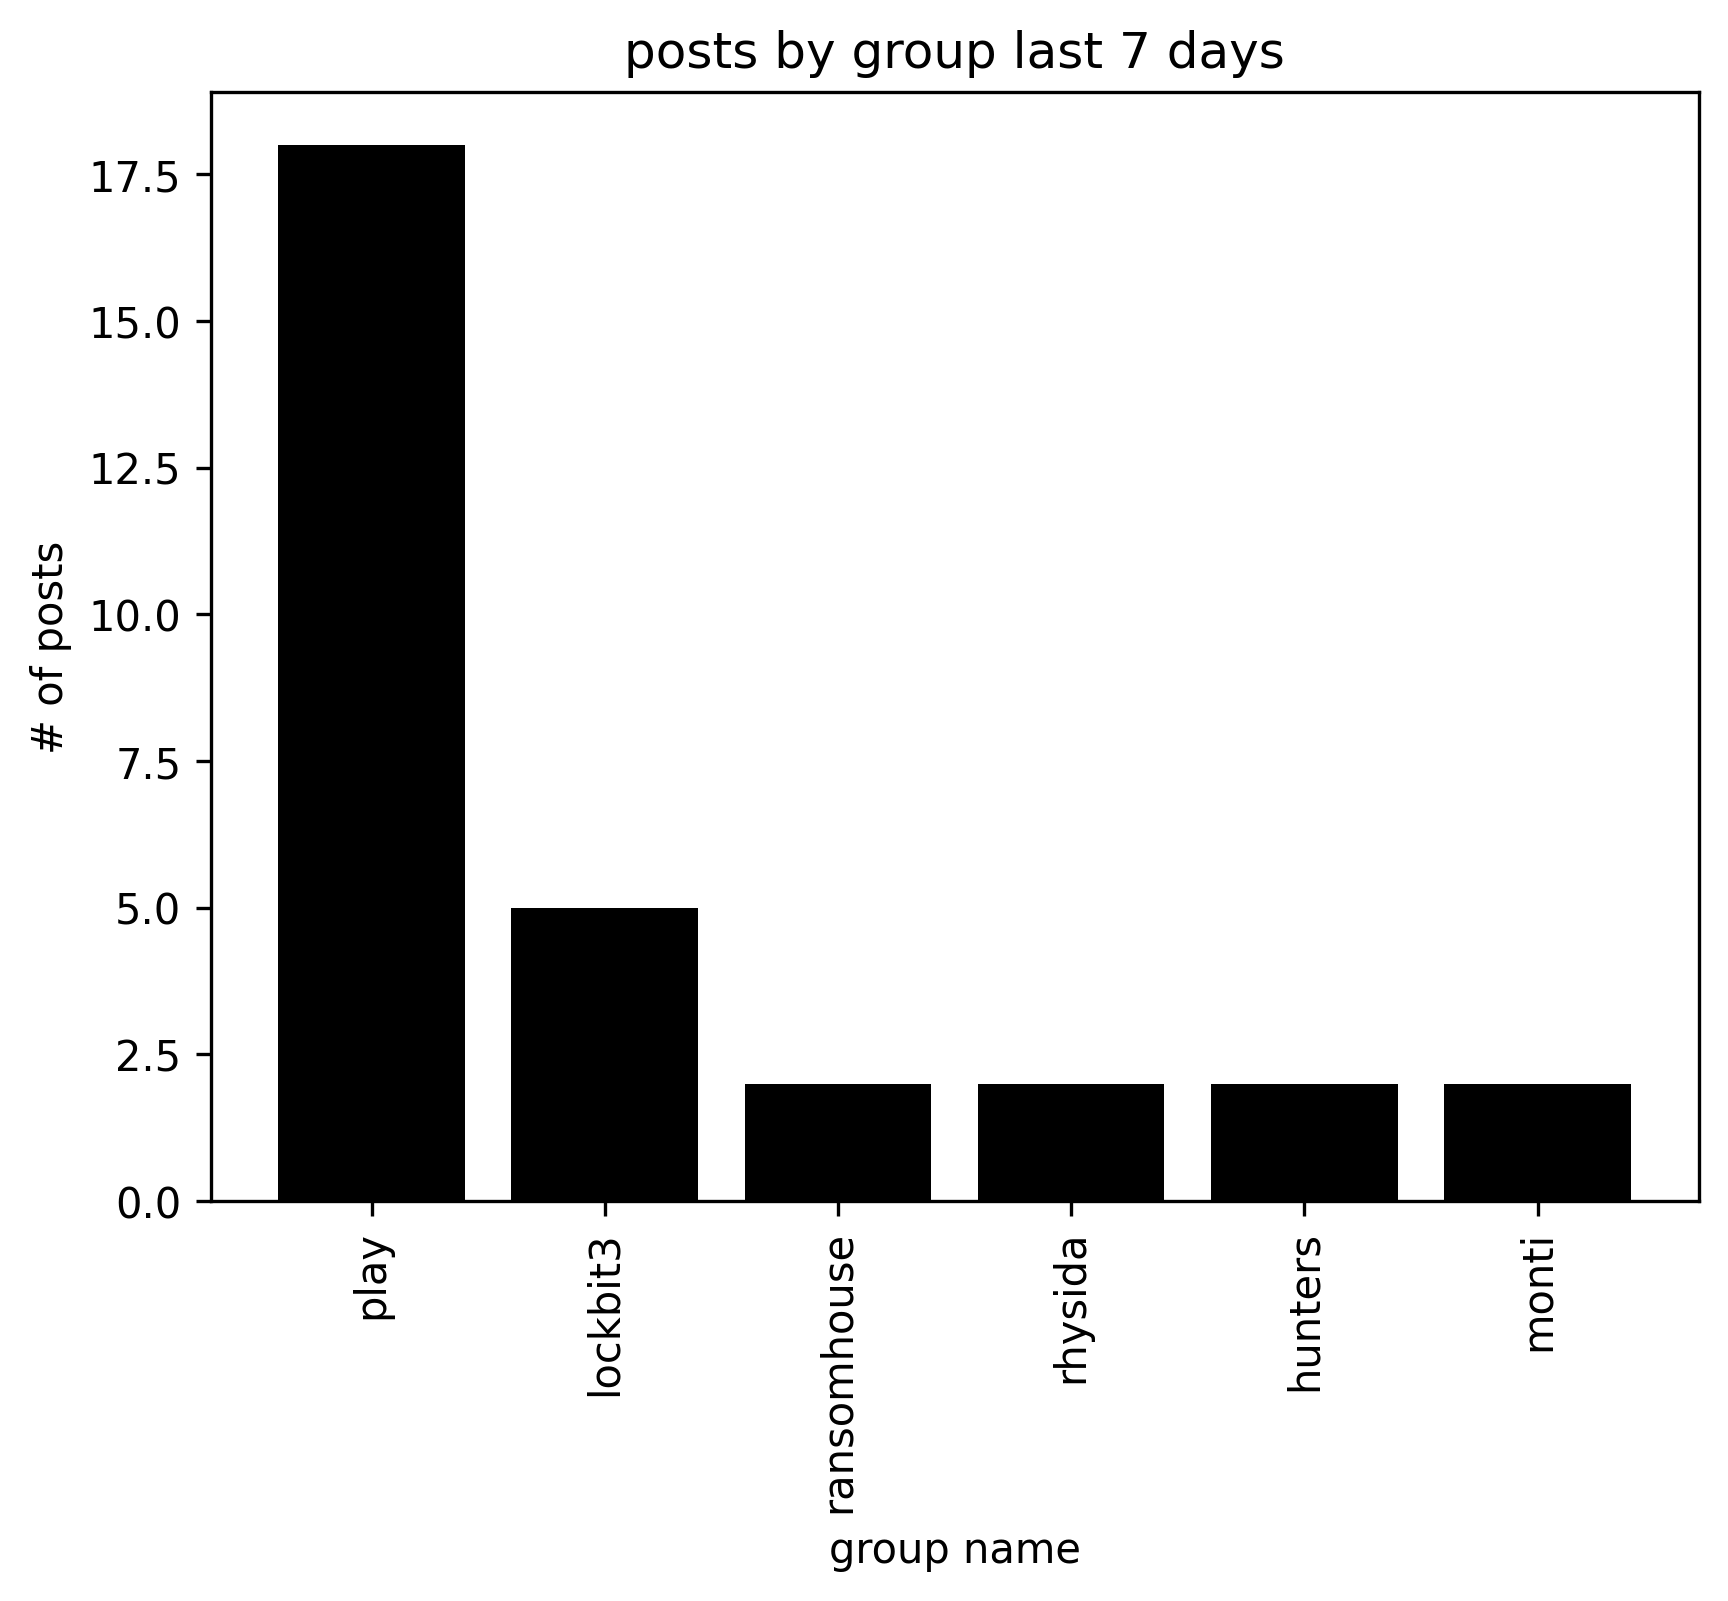 posts by group last 7 days
# of posts
17.5
15.0
12.5
10.0
7.5
5.0
2.5
0.0
play
lockbit3
ransomhouse
rhysida
hunters
monti
group name